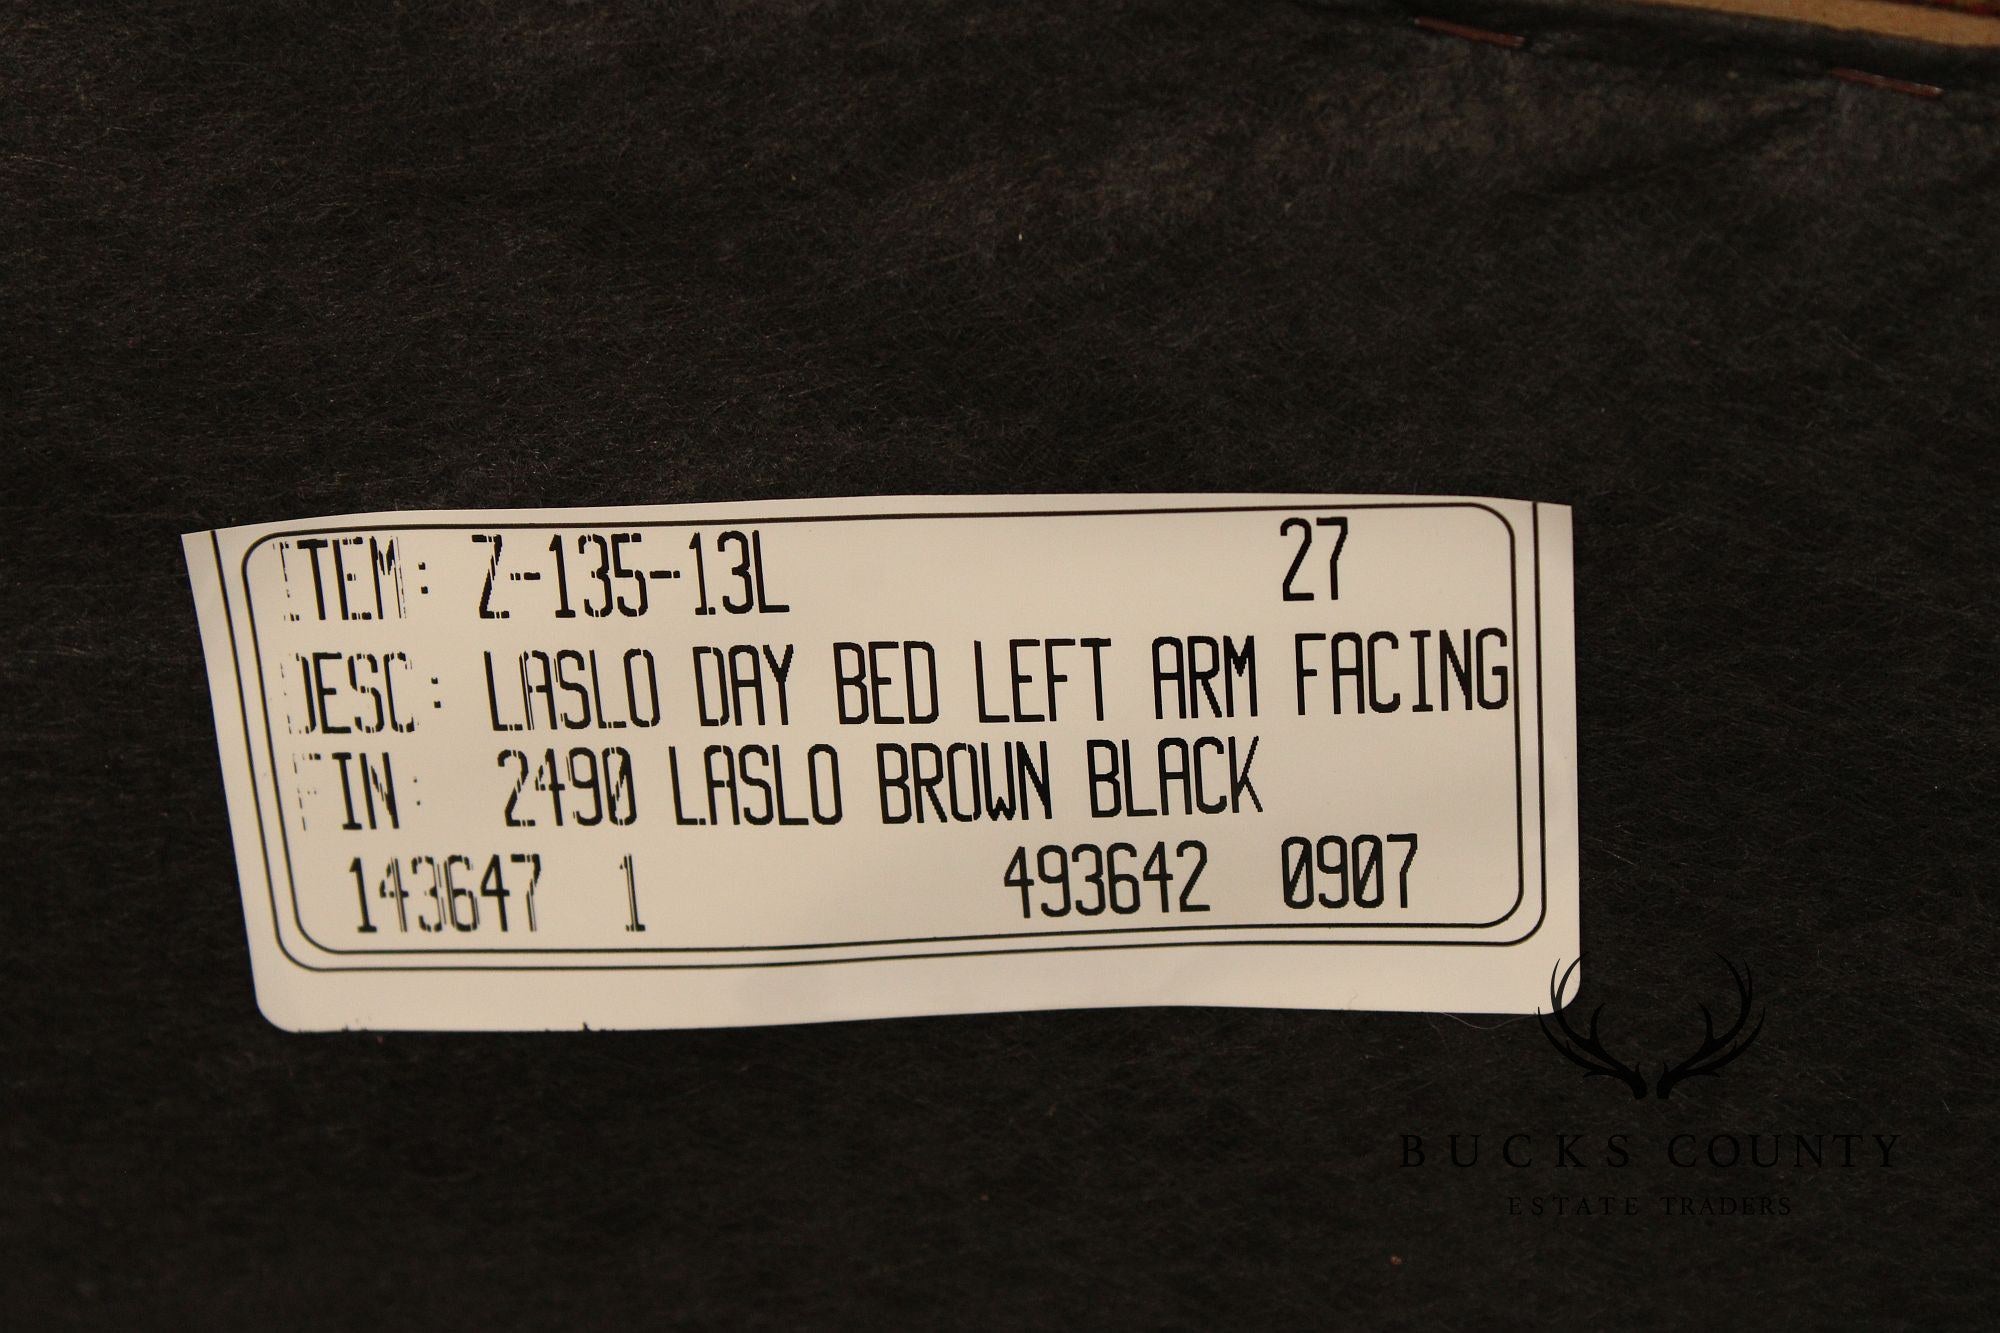 ITEM: Z-135-13L 27
DESC: LASLO DAY BED LEFT ARM FACING
FIN: 2490 LASLO BROWN BLACK
143647 1 493642 0907
BUCKS COUNTY
ESTATE TRADERS